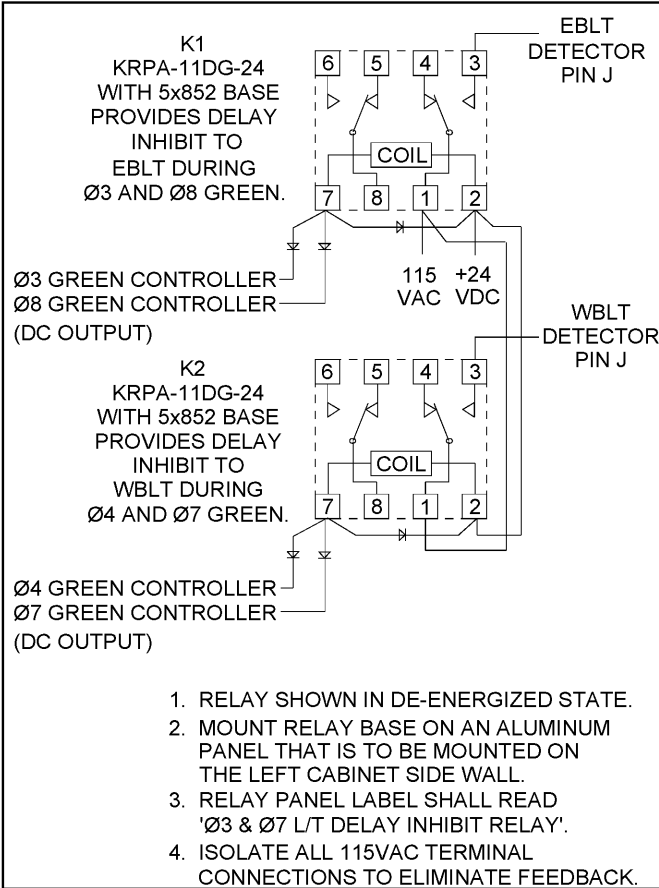 K1
KRPA-11DG-24
WITH 5x852 BASE
PROVIDES DELAY
INHIBIT TO
EBLT DURING
Ø3 AND Ø8 GREEN.
EBLT
DETECTOR
PIN J
6 5 4 3
COIL
7 8 1 2
Ø3 GREEN CONTROLLER
Ø8 GREEN CONTROLLER
(DC OUTPUT)
115
VAC
+24
VDC
WBLT
DETECTOR
PIN J
K2
KRPA-11DG-24
WITH 5x852 BASE
PROVIDES DELAY
INHIBIT TO
WBLT DURING
Ø4 AND Ø7 GREEN.
6 5 4 3
COIL
7 8 1 2
Ø4 GREEN CONTROLLER
Ø7 GREEN CONTROLLER
(DC OUTPUT)
1. RELAY SHOWN IN DE-ENERGIZED STATE.
2. MOUNT RELAY BASE ON AN ALUMINUM
PANEL THAT IS TO BE MOUNTED ON
THE LEFT CABINET SIDE WALL.
3. RELAY PANEL LABEL SHALL READ
'Ø3 & Ø7 L/T DELAY INHIBIT RELAY'.
4. ISOLATE ALL 115VAC TERMINAL
CONNECTIONS TO ELIMINATE FEEDBACK.